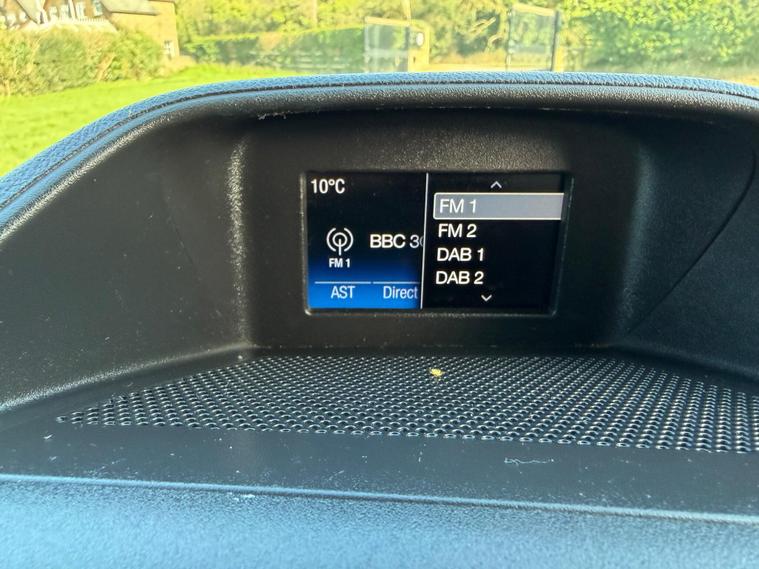 10°C
BBC 3
FM 1
AST Direct
FM 1
FM 2
DAB 1
DAB 2